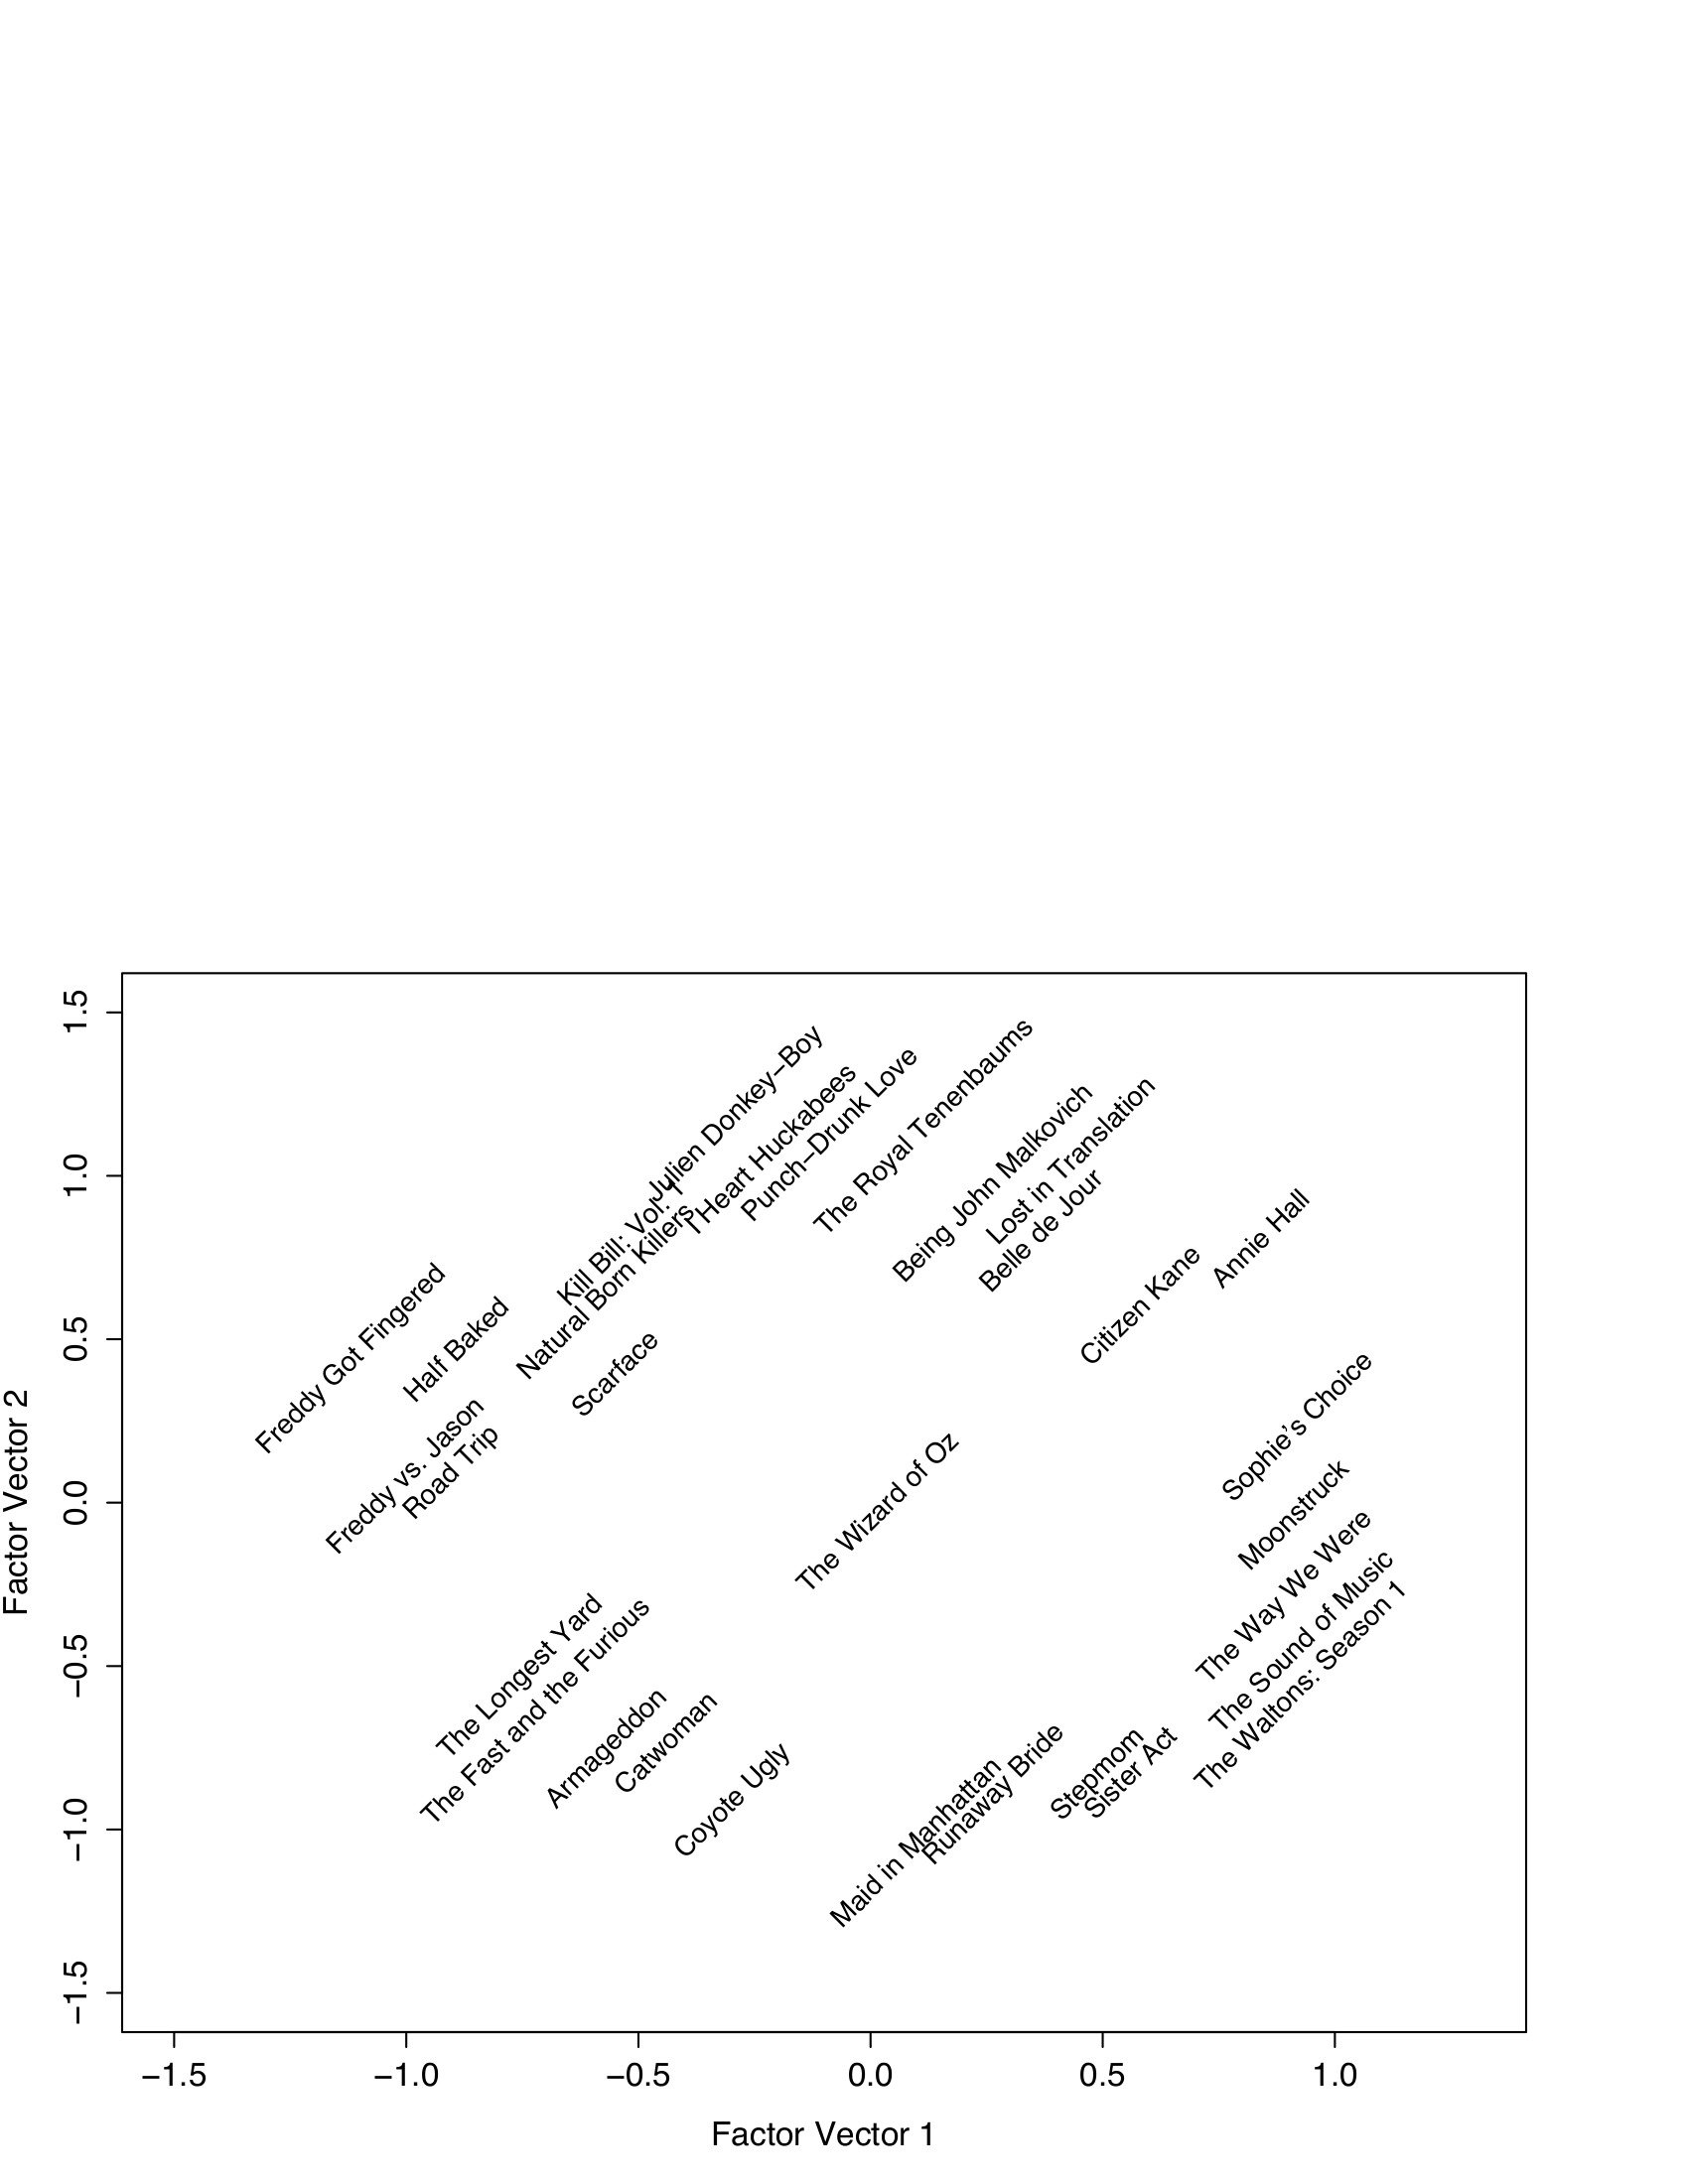 1.5
1.0
0.5
0.0
−0.5
−1.0
−1.5
Factor Vector 2
Julien Donkey−Boy
I Heart Huckabees
Punch−Drunk Love
The Royal Tenenbaums
Being John Malkovich
Lost in Translation
Belle de Jour
Annie Hall
Citizen Kane
Kill Bill: Vol. 1
Natural Born Killers
Scarface
Freddy Got Fingered
Half Baked
Freddy vs. Jason
Road Trip
The Wizard of Oz
Sophie's Choice
Moonstruck
The Way We Were
The Sound of Music
The Waltons: Season 1
The Longest Yard
The Fast and the Furious
Armageddon
Catwoman
Coyote Ugly
Maid in Manhattan
Runaway Bride
Stepmom
Sister Act
−1.5
−1.0
−0.5
0.0
0.5
1.0
Factor Vector 1